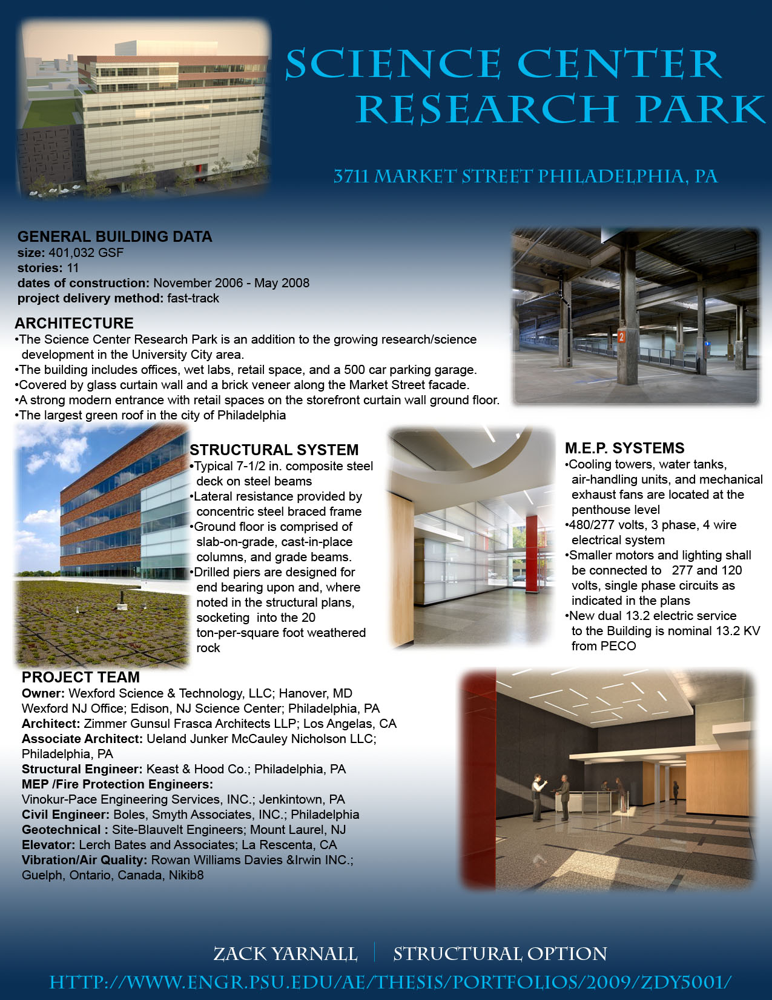 SCIENCE CENTER
RESEARCH PARK
3711 MARKET STREET PHILADELPHIA, PA
GENERAL BUILDING DATA
size: 401,032 GSF
stories: 11
dates of construction: November 2006 - May 2008
project delivery method: fast-track
ARCHITECTURE
•The Science Center Research Park is an addition to the growing research/science
development in the University City area.
•The building includes offices, wet labs, retail space, and a 500 car parking garage.
•Covered by glass curtain wall and a brick veneer along the Market Street facade.
•A strong modern entrance with retail spaces on the storefront curtain wall ground floor.
•The largest green roof in the city of Philadelphia
2
STRUCTURAL SYSTEM
•Typical 7-1/2 in. composite steel
deck on steel beams
•Lateral resistance provided by
concentric steel braced frame
•Ground floor is comprised of
slab-on-grade, cast-in-place
columns, and grade beams.
•Drilled piers are designed for
end bearing upon and, where
noted in the structural plans,
socketing into the 20
ton-per-square foot weathered
rock
M.E.P. SYSTEMS
•Cooling towers, water tanks,
air-handling units, and mechanical
exhaust fans are located at the
penthouse level
•480/277 volts, 3 phase, 4 wire
electrical system
•Smaller motors and lighting shall
be connected to 277 and 120
volts, single phase circuits as
indicated in the plans
•New dual 13.2 electric service
to the Building is nominal 13.2 KV
from PECO
PROJECT TEAM
Owner: Wexford Science & Technology, LLC; Hanover, MD
Wexford NJ Office; Edison, NJ Science Center; Philadelphia, PA
Architect: Zimmer Gunsul Frasca Architects LLP; Los Angelas, CA
Associate Architect: Ueland Junker McCauley Nicholson LLC;
Philadelphia, PA
Structural Engineer: Keast & Hood Co.; Philadelphia, PA
MEP /Fire Protection Engineers:
Vinokur-Pace Engineering Services, INC.; Jenkintown, PA
Civil Engineer: Boles, Smyth Associates, INC.; Philadelphia
Geotechnical : Site-Blauvelt Engineers; Mount Laurel, NJ
Elevator: Lerch Bates and Associates; La Rescenta, CA
Vibration/Air Quality: Rowan Williams Davies &Irwin INC.;
Guelph, Ontario, Canada, Nikib8
ZACK YARNALL | STRUCTURAL OPTION
HTTP://WWW.ENGR.PSU.EDU/AE/THESIS/PORTFOLIOS/2009/ZDY5001/